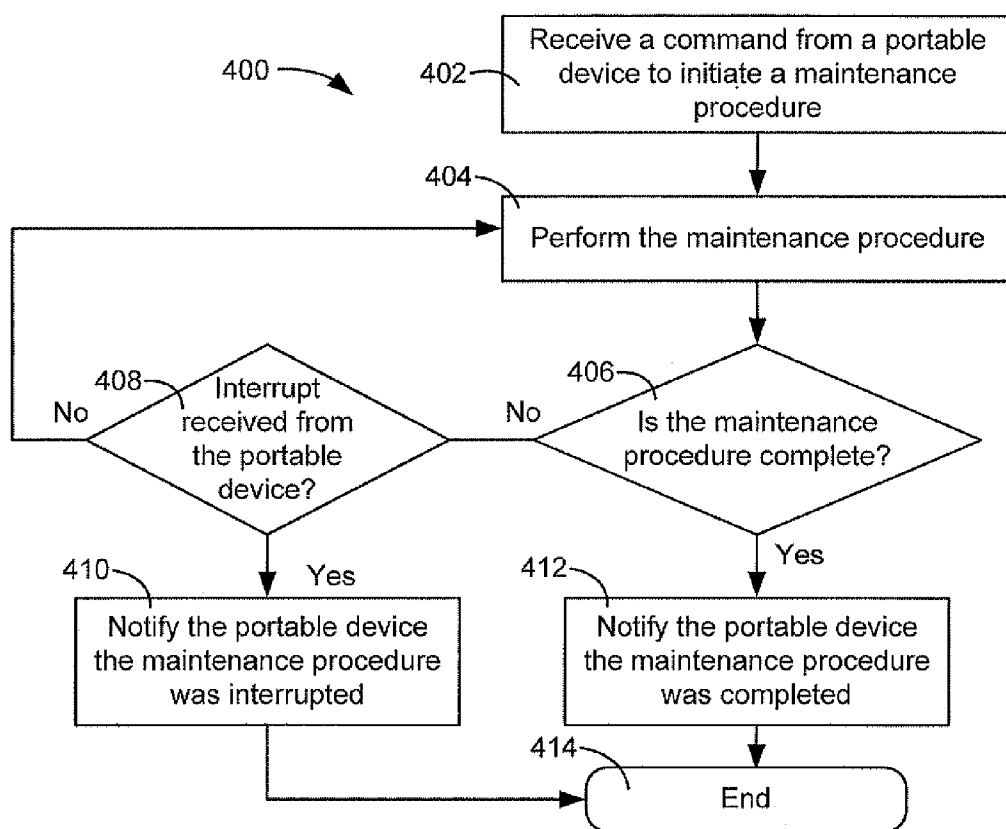 Receive a command from a portable
device to initiate a maintenance
procedure
400
402
404
Perform the maintenance procedure
408
Interrupt
received from
the portable
device?
No
406
Is the maintenance
procedure complete?
No
Yes
Yes
410
Notify the portable device
the maintenance procedure
was interrupted
412
Notify the portable device
the maintenance procedure
was completed
414
End